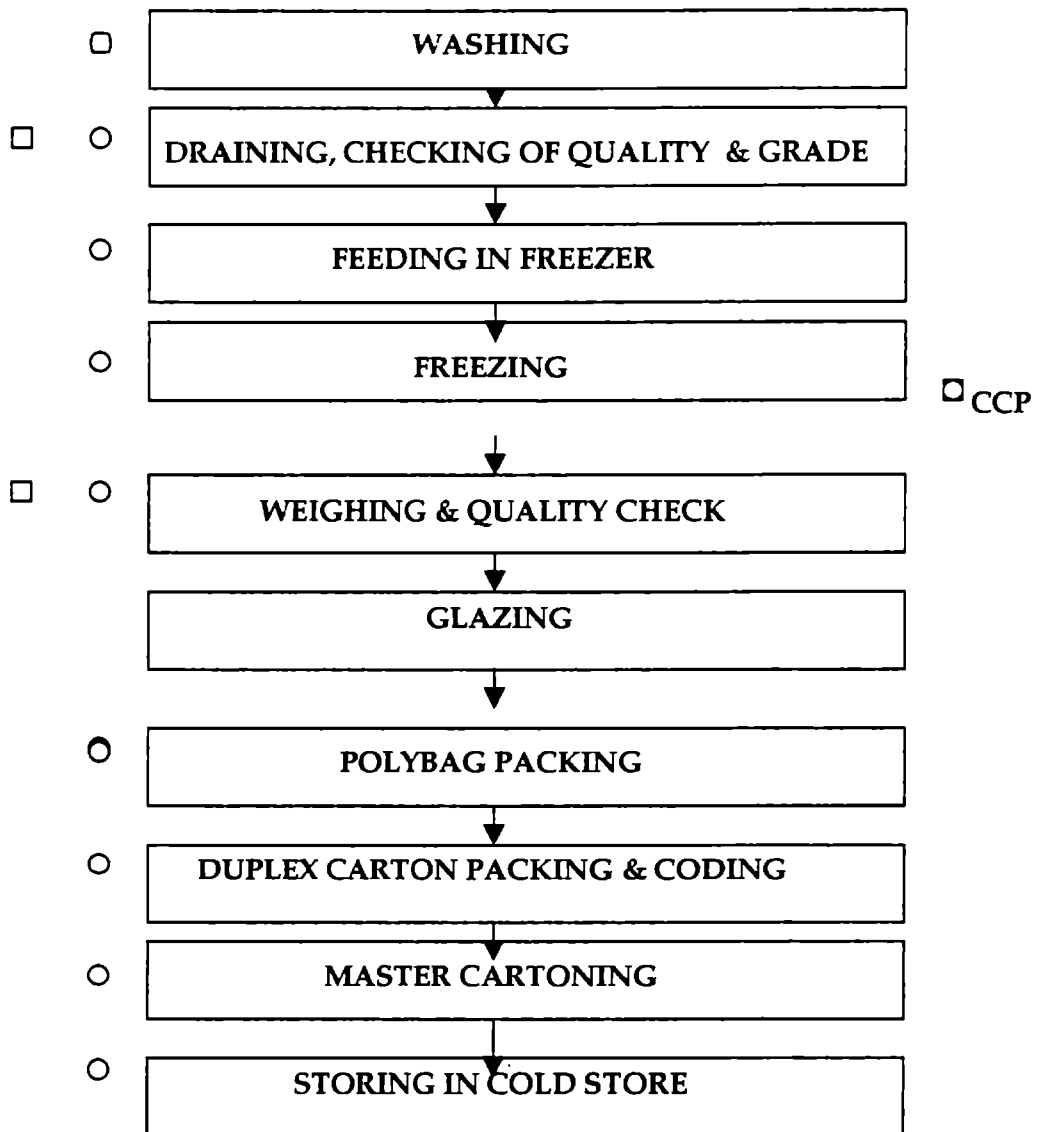 WASHING
DRAINING, CHECKING OF QUALITY & GRADE
FEEDING IN FREEZER
FREEZING
CCP
WEIGHING & QUALITY CHECK
GLAZING
POLYBAG PACKING
DUPLEX CARTON PACKING & CODING
MASTER CARTONING
STORING IN COLD STORE